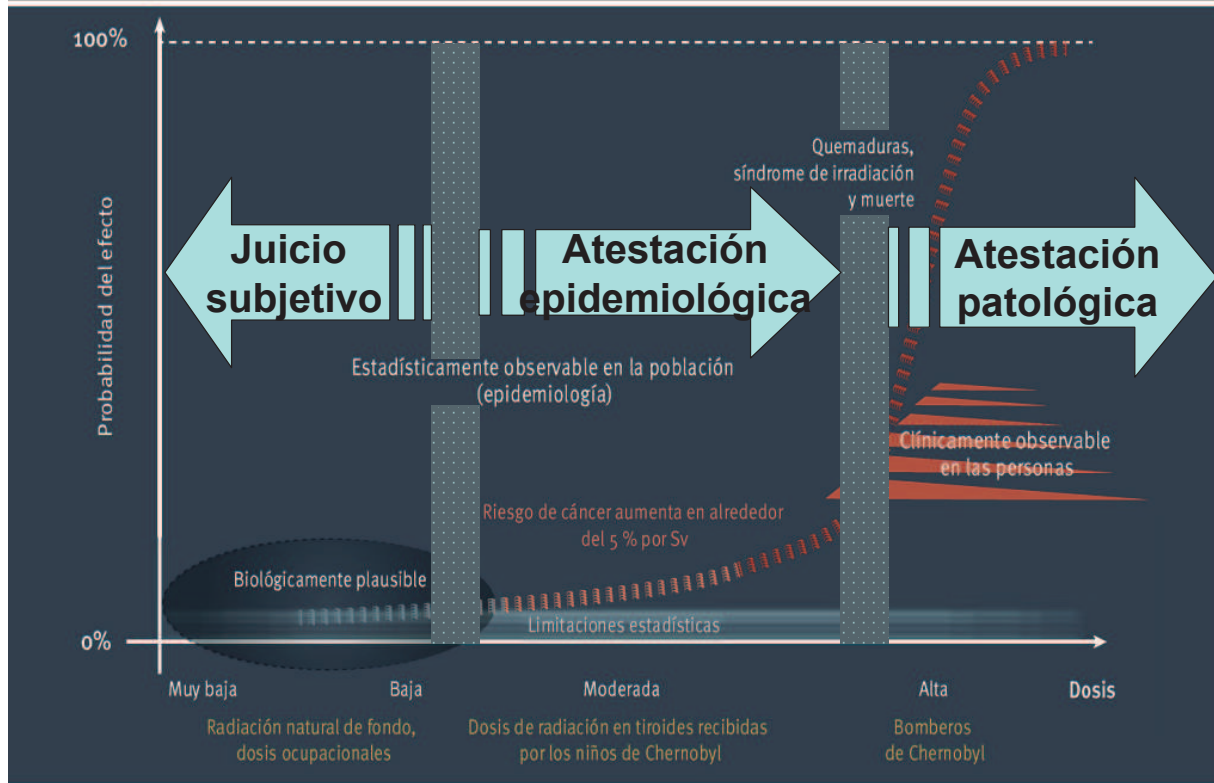 100%
Quemaduras,
síndrome de irradiación
y muerte
Probabilidad del efecto
Juicio
subjetivo
Atestación
epidemiológica
Atestación
patológica
Estadísticamente observable en la población
(epidemiología)
Clínicamente observable
en las personas
Riesgo de cáncer aumenta en alrededor
del 5 % por Sv
Biológicamente plausible
Limitaciones estadísticas
0%
Muy baja
Baja
Moderada
Alta
Dosis
Radiación natural de fondo,
dosis ocupacionales
Dosis de radiación en tiroides recibidas
por los niños de Chernobyl
Bomberos
de Chernobyl